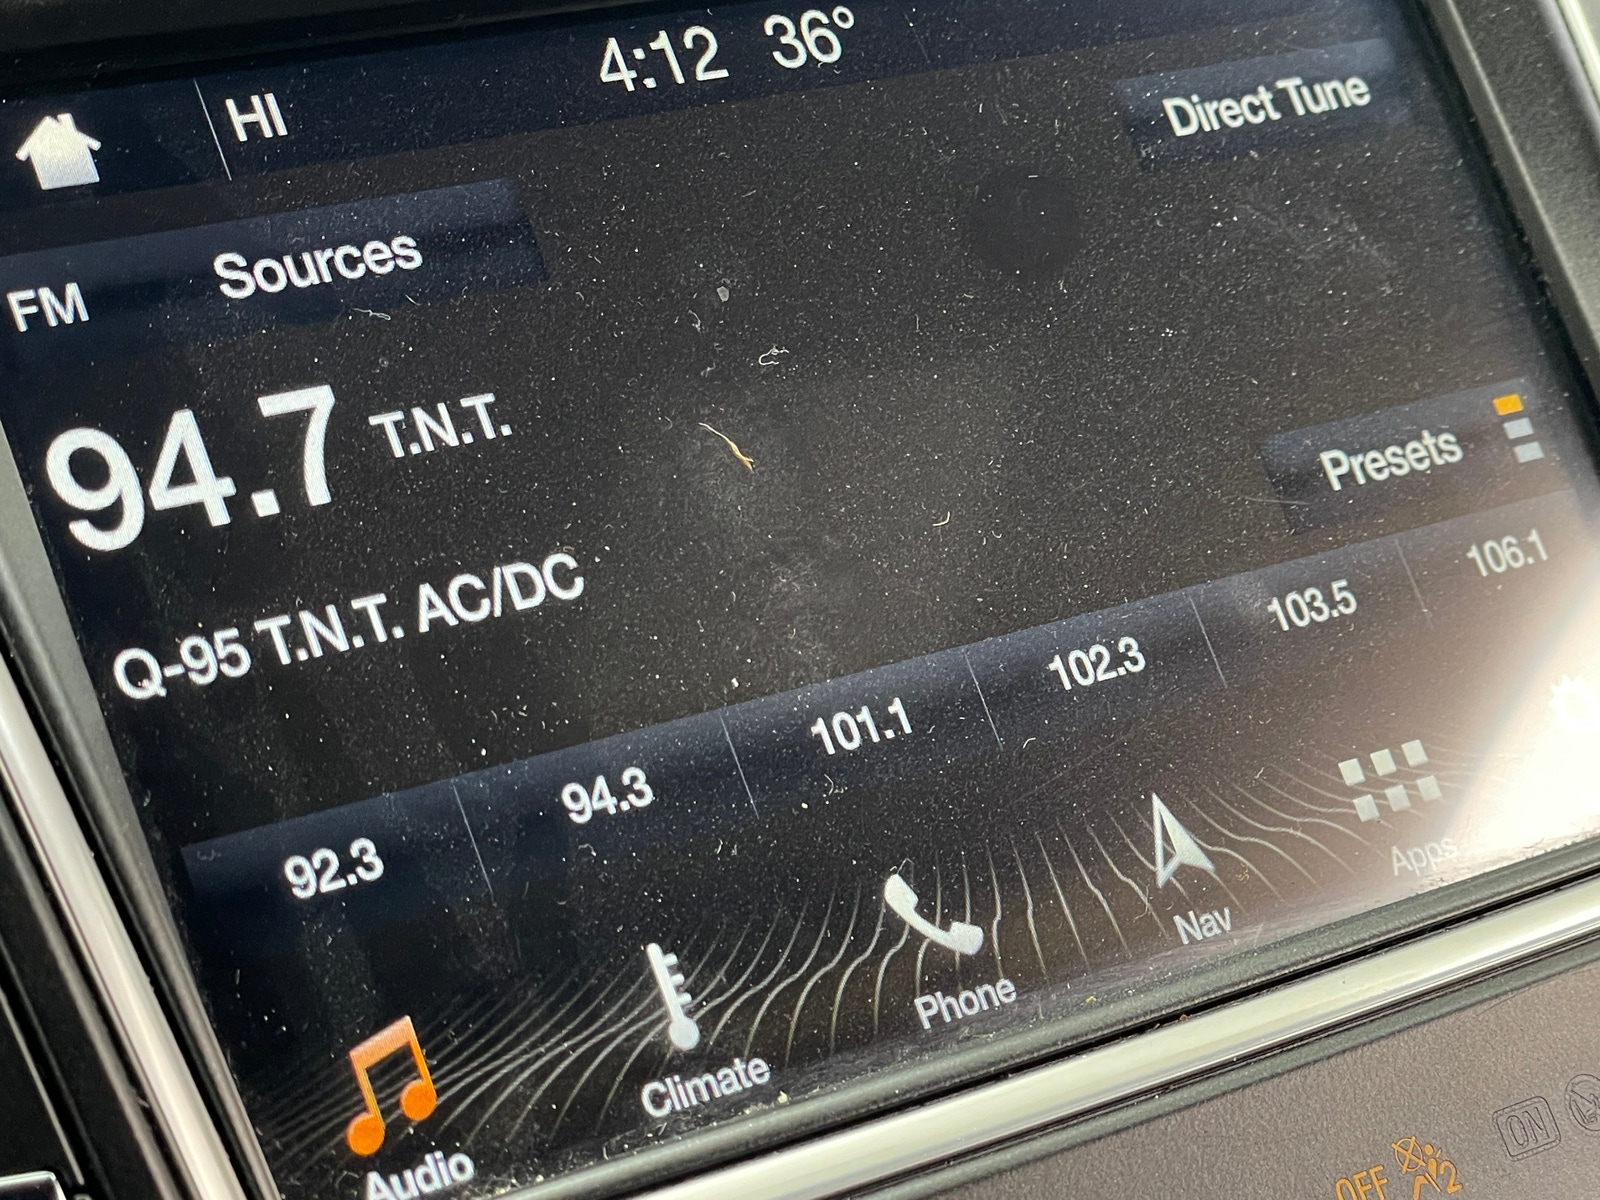 HI
4:12 36°
Direct Tune
Sources
FM
94.7 T.N.T.
Presets
Q-95 T.N.T. AC/DC
92.3
94.3
101.1
102.3
103.5
106.1
Audio
Climate
Phone
Nav
Apps
OFF
2
ON